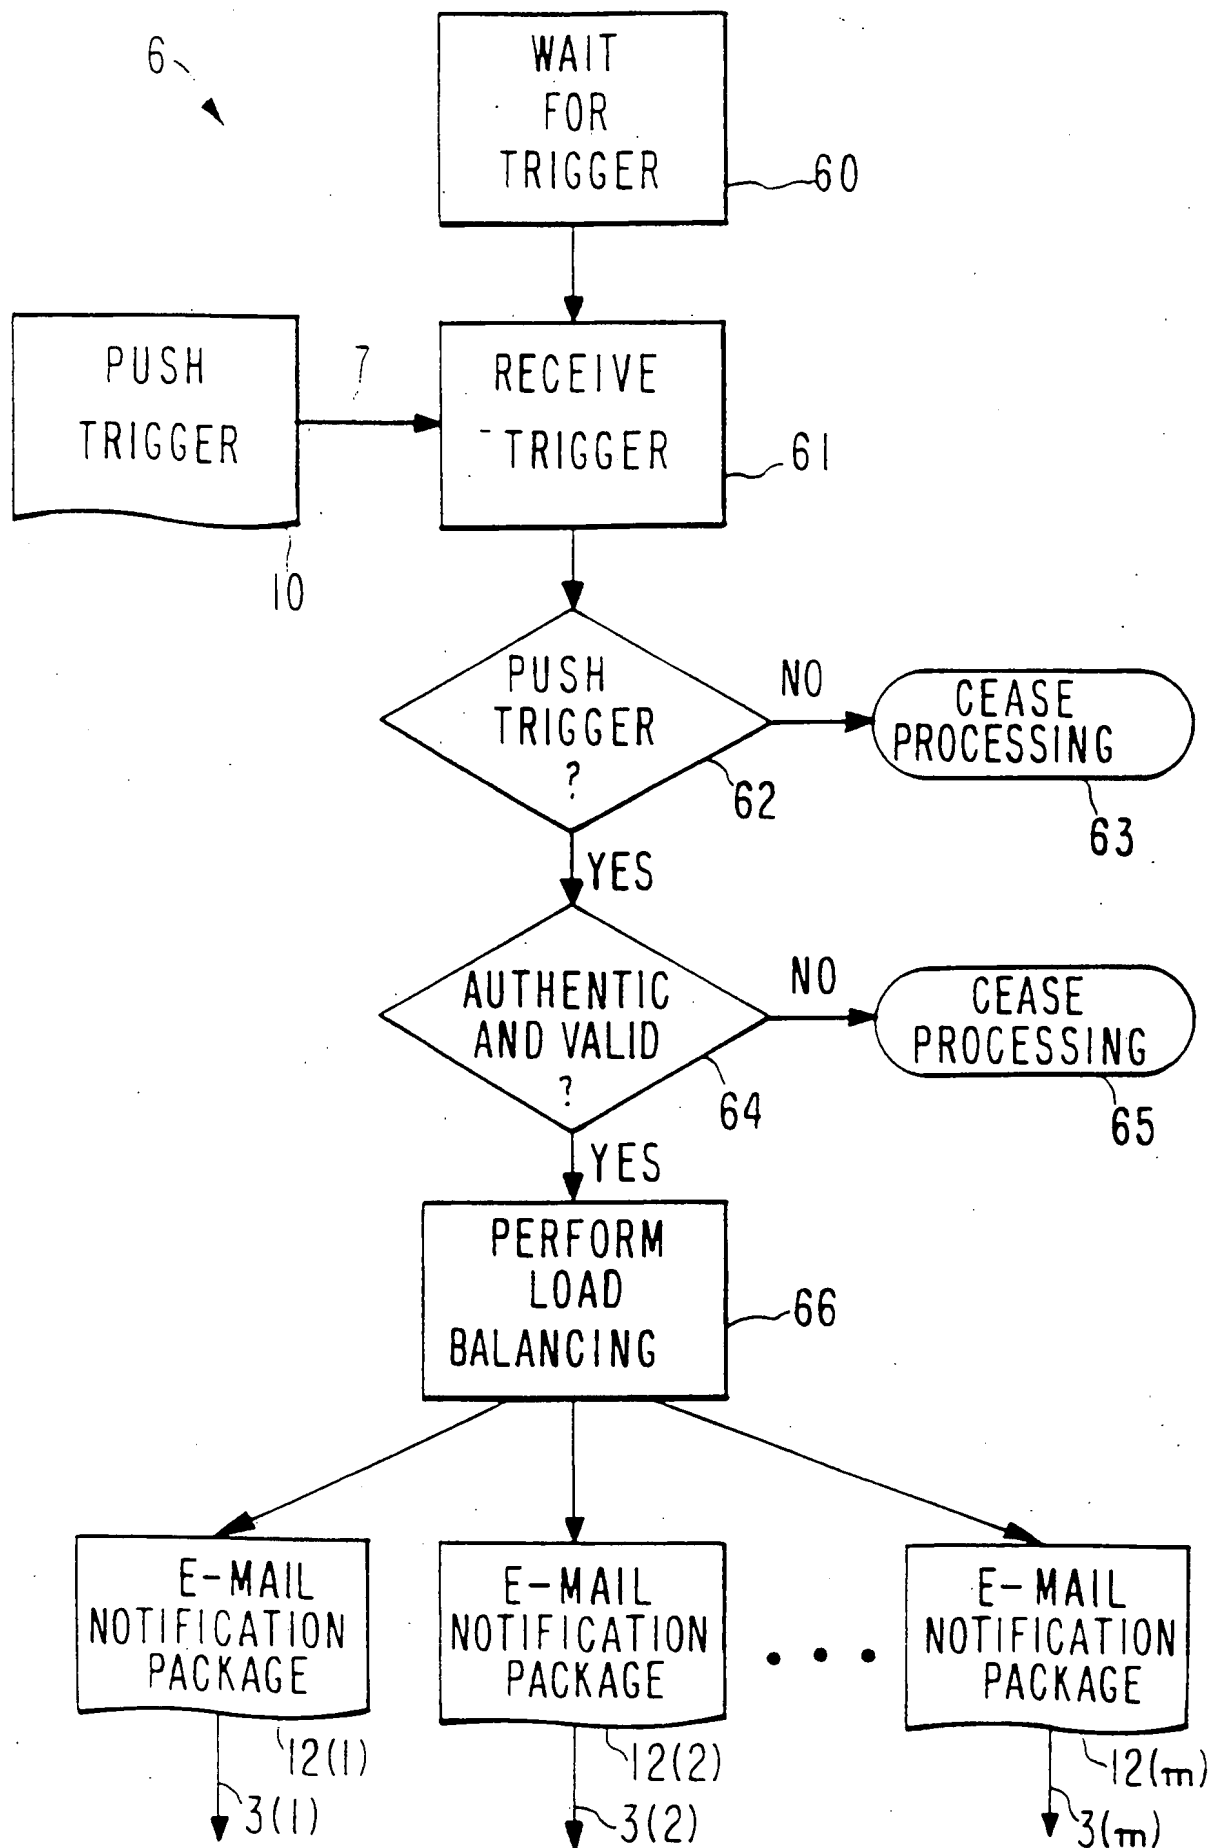 6
WAIT
FOR
TRIGGER
60
PUSH
TRIGGER
7
RECEIVE
TRIGGER
61
10
PUSH
TRIGGER
?
62
NO
CEASE
PROCESSING
63
YES
AUTHENTIC
AND VALID
?
64
NO
CEASE
PROCESSING
65
YES
PERFORM
LOAD
BALANCING
66
E-MAIL
NOTIFICATION
PACKAGE
12(1)
3(1)
E-MAIL
NOTIFICATION
PACKAGE
12(2)
3(2)
• • •
E-MAIL
NOTIFICATION
PACKAGE
12(m)
3(m)